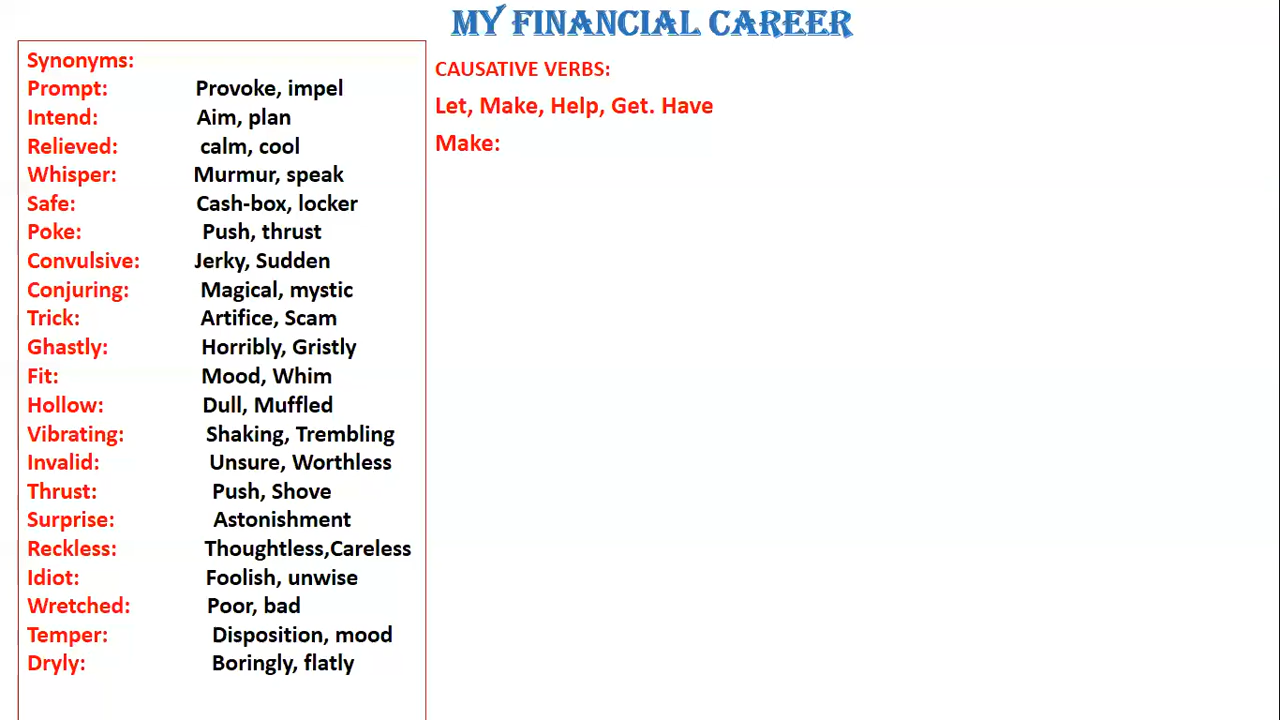 MY FINANCIAL CAREER
Synonyms:
Prompt: Provoke, impel
Intend: Aim, plan
Relieved: calm, cool
Whisper: Murmur, speak
Safe: Cash-box, locker
Poke: Push, thrust
Convulsive: Jerky, Sudden
Conjuring: Magical, mystic
Trick: Artifice, Scam
Ghastly: Horribly, Gristly
Fit: Mood, Whim
Hollow: Dull, Muffled
Vibrating: Shaking, Trembling
Invalid: Unsure, Worthless
Thrust: Push, Shove
Surprise: Astonishment
Reckless: Thoughtless,Careless
Idiot: Foolish, unwise
Wretched: Poor, bad
Temper: Disposition, mood
Dryly: Boringly, flatly
CAUSATIVE VERBS:
Let, Make, Help, Get. Have
Make: